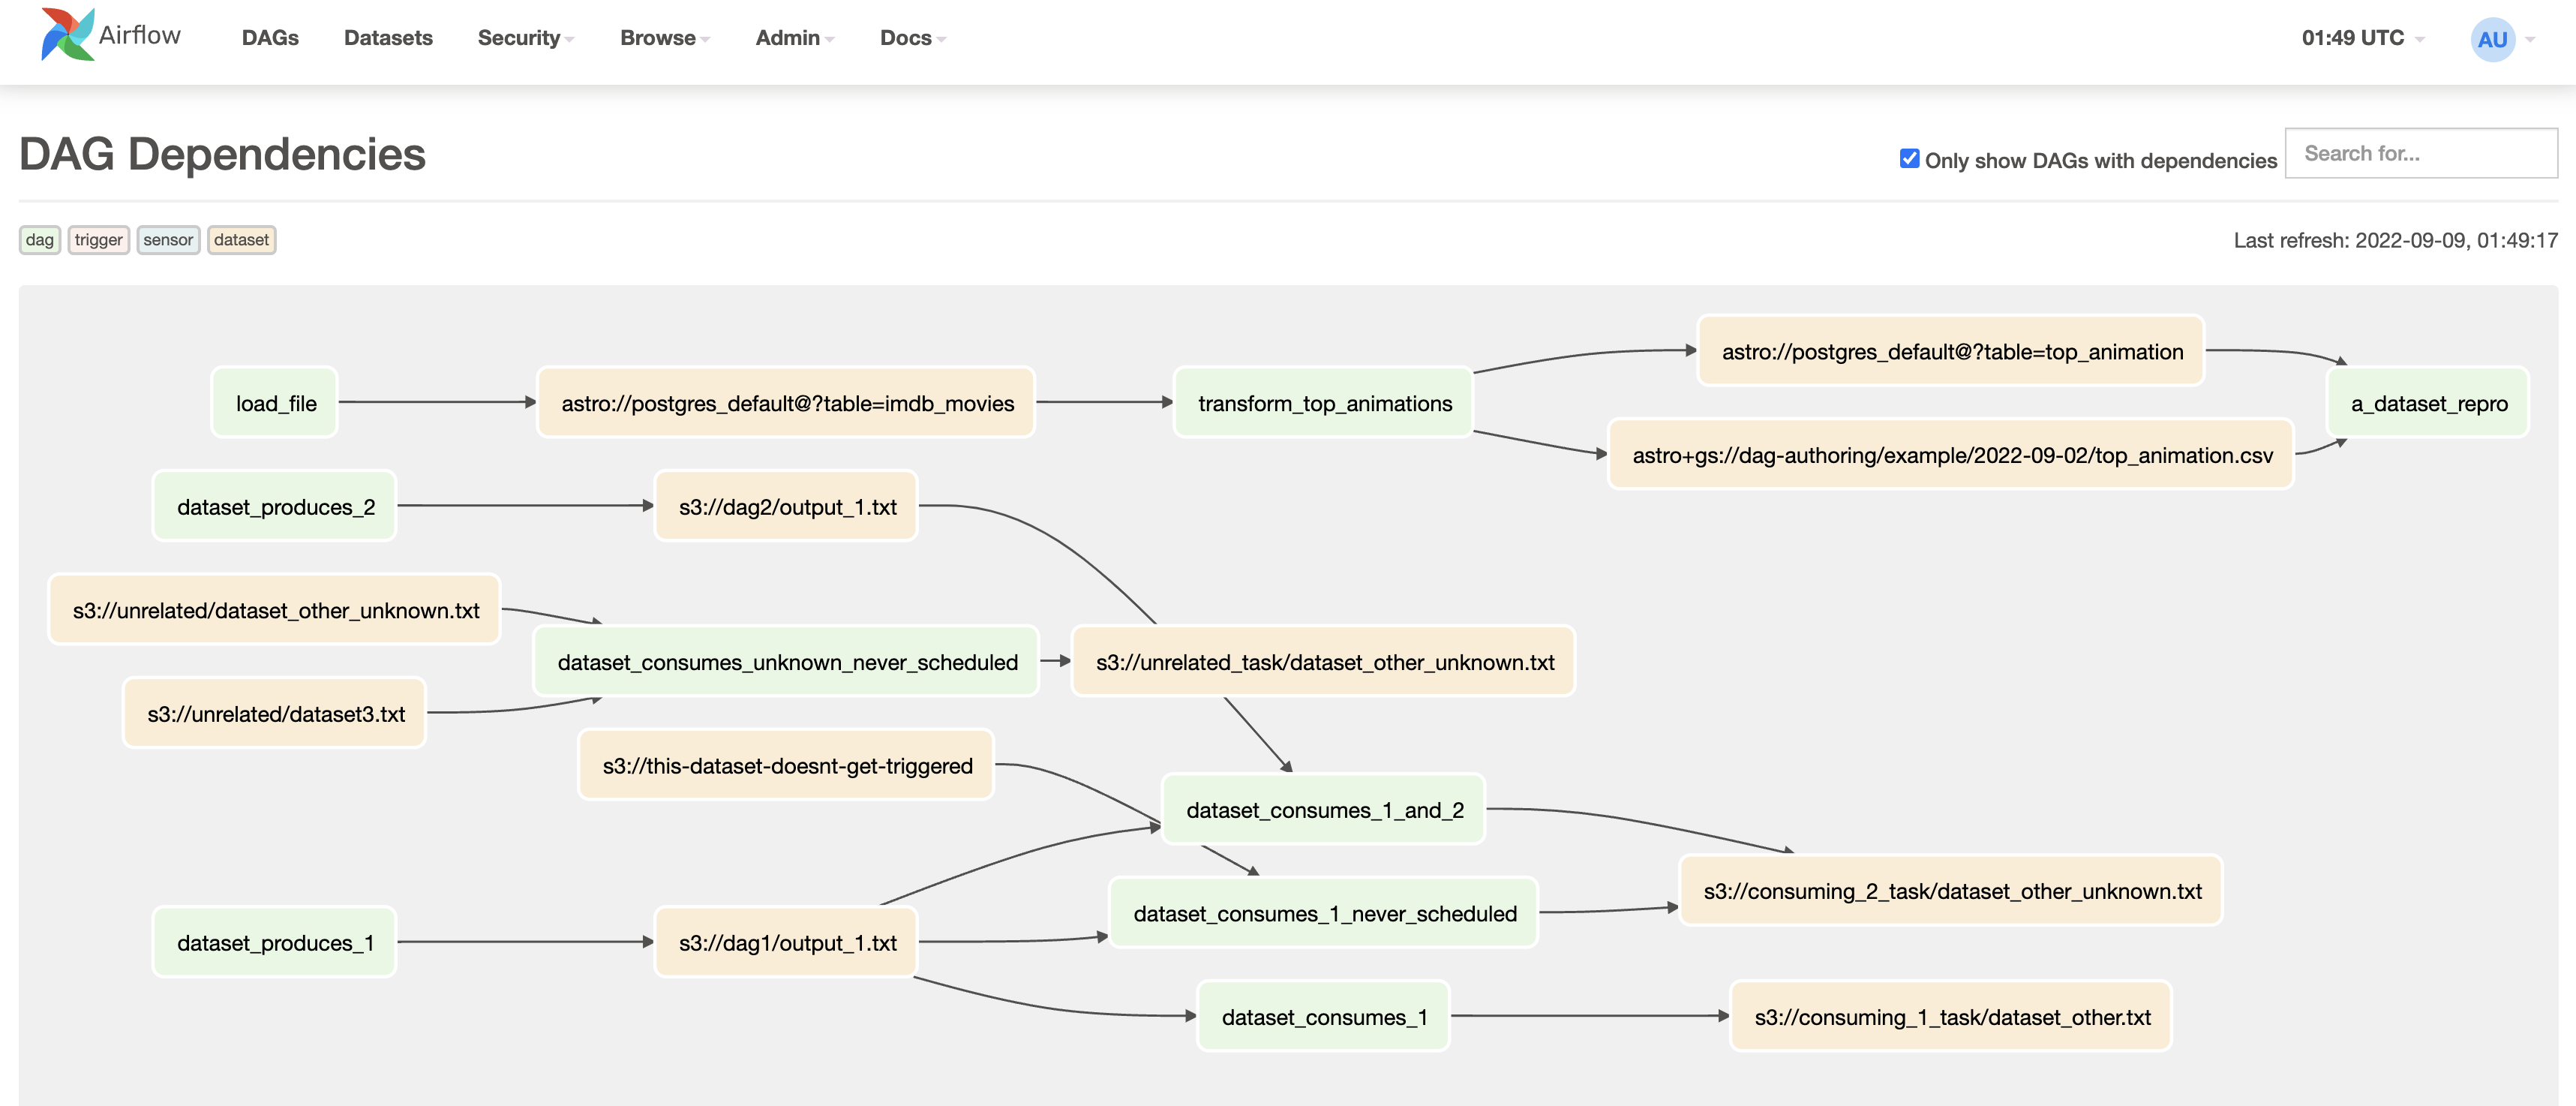 Airflow DAGs Datasets Security Browse Admin Docs 01:49 UTC AU
DAG Dependencies
Only show DAGs with dependencies Search for...
dag trigger sensor dataset
Last refresh: 2022-09-09, 01:49:17
astro://postgres_default@?table=top_animation
load_file
astro://postgres_default@?table=imdb_movies
transform_top_animations
a_dataset_repro
astro+gs://dag-authoring/example/2022-09-02/top_animation.csv
dataset_produces_2
s3://dag2/output_1.txt
s3://unrelated/dataset_other_unknown.txt
dataset_consumes_unknown_never_scheduled
s3://unrelated_task/dataset_other_unknown.txt
s3://unrelated/dataset3.txt
s3://this-dataset-doesnt-get-triggered
dataset_consumes_1_and_2
s3://consuming_2_task/dataset_other_unknown.txt
dataset_consumes_1_never_scheduled
dataset_produces_1
s3://dag1/output_1.txt
dataset_consumes_1
s3://consuming_1_task/dataset_other.txt